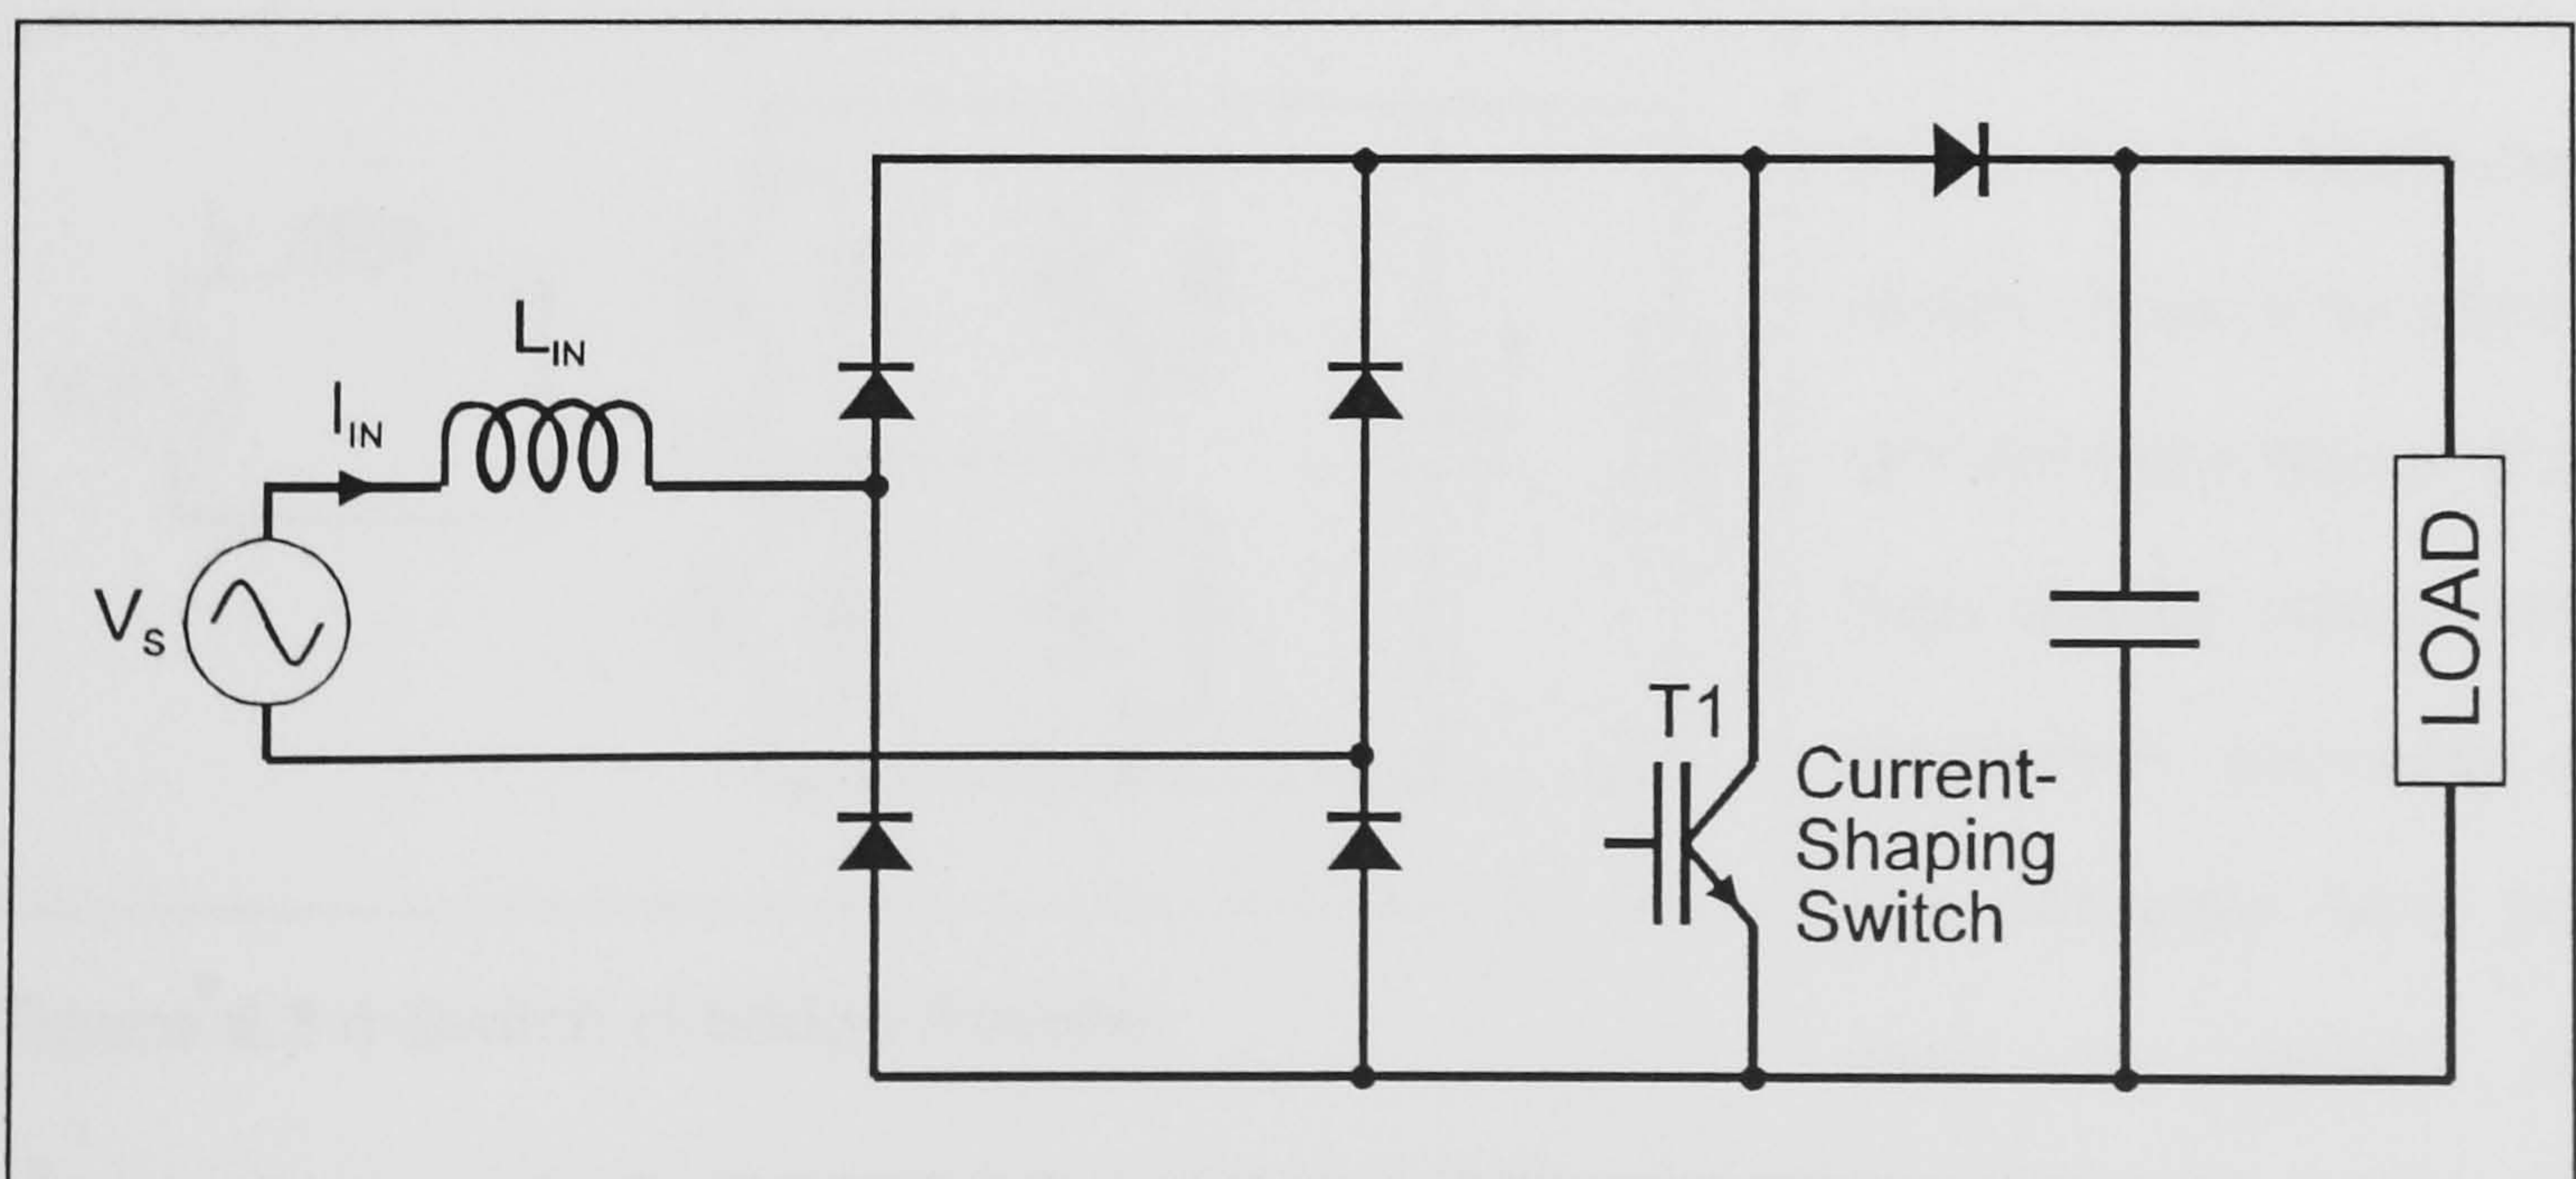 L_IN
I_IN
V_S
T1
Current-
Shaping
Switch
LOAD